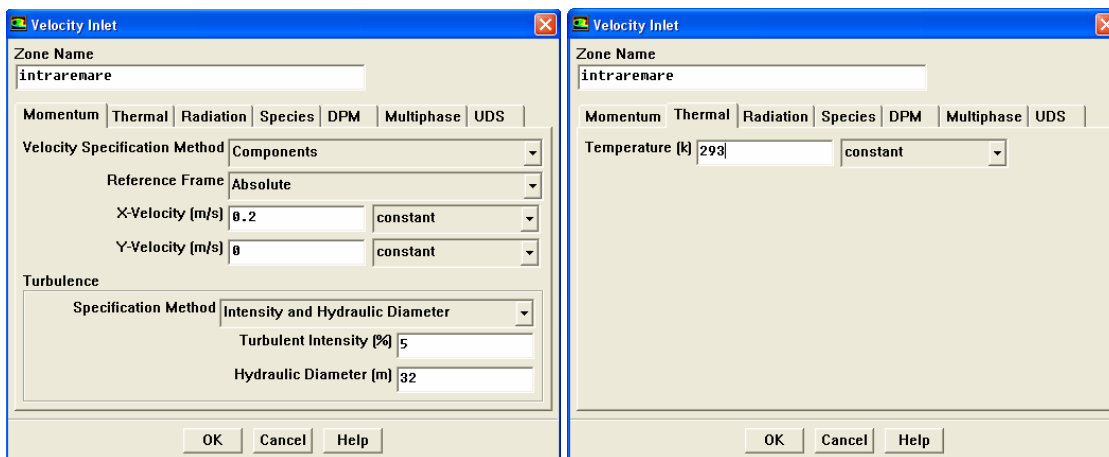 Velocity Inlet
Zone Name
intraremare
Momentum Thermal Radiation Species DPM Multiphase UDS
Velocity Specification Method Components
Reference Frame Absolute
X-Velocity (m/s) 0.2 constant
Y-Velocity (m/s) 0 constant
Turbulence
Specification Method Intensity and Hydraulic Diameter
Turbulent Intensity (%) 5
Hydraulic Diameter (m) 32
OK Cancel Help
Velocity Inlet
Zone Name
intraremare
Momentum Thermal Radiation Species DPM Multiphase UDS
Temperature (k) 293 constant
OK Cancel Help